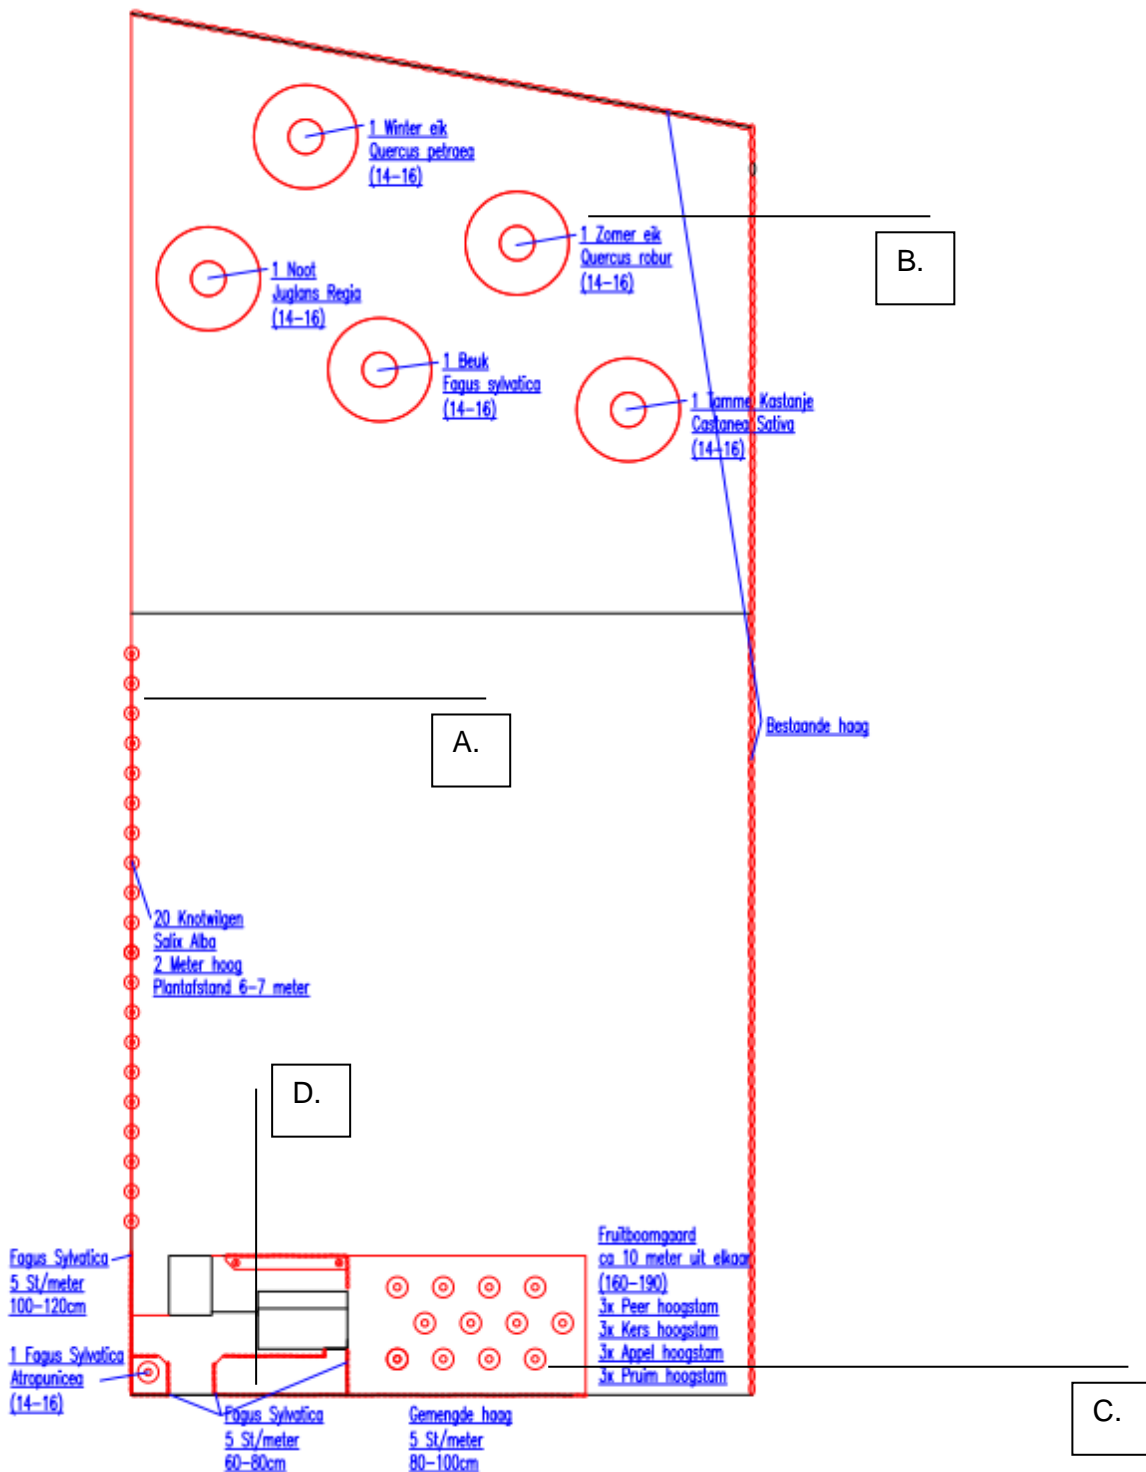 1 Winter eik
Quercus petraea
(14-16)
1 Zomer eik
Quercus robur
(14-16)
B.
1 Noot
Juglans Regia
(14-16)
1 Beuk
Fagus sylvatica
(14-16)
1 Tamme Kastanje
Castanea Sativa
(14-16)
A.
Bestaande haag
20 Knotwilgen
Salix Alba
2 Meter hoog
Plantafstand 6-7 meter
D.
Fagus Sylvatica
5 St/meter
100-120cm
Fruitboomgaard
ca 10 meter uit elkaar
(160-190)
3x Peer hoogstam
3x Kers hoogstam
3x Appel hoogstam
3x Pruim hoogstam
1 Fagus Sylvatica
Atropunicea
(14-16)
C.
Fagus Sylvatica
5 St/meter
60-80cm
Gemengde haag
5 St/meter
80-100cm